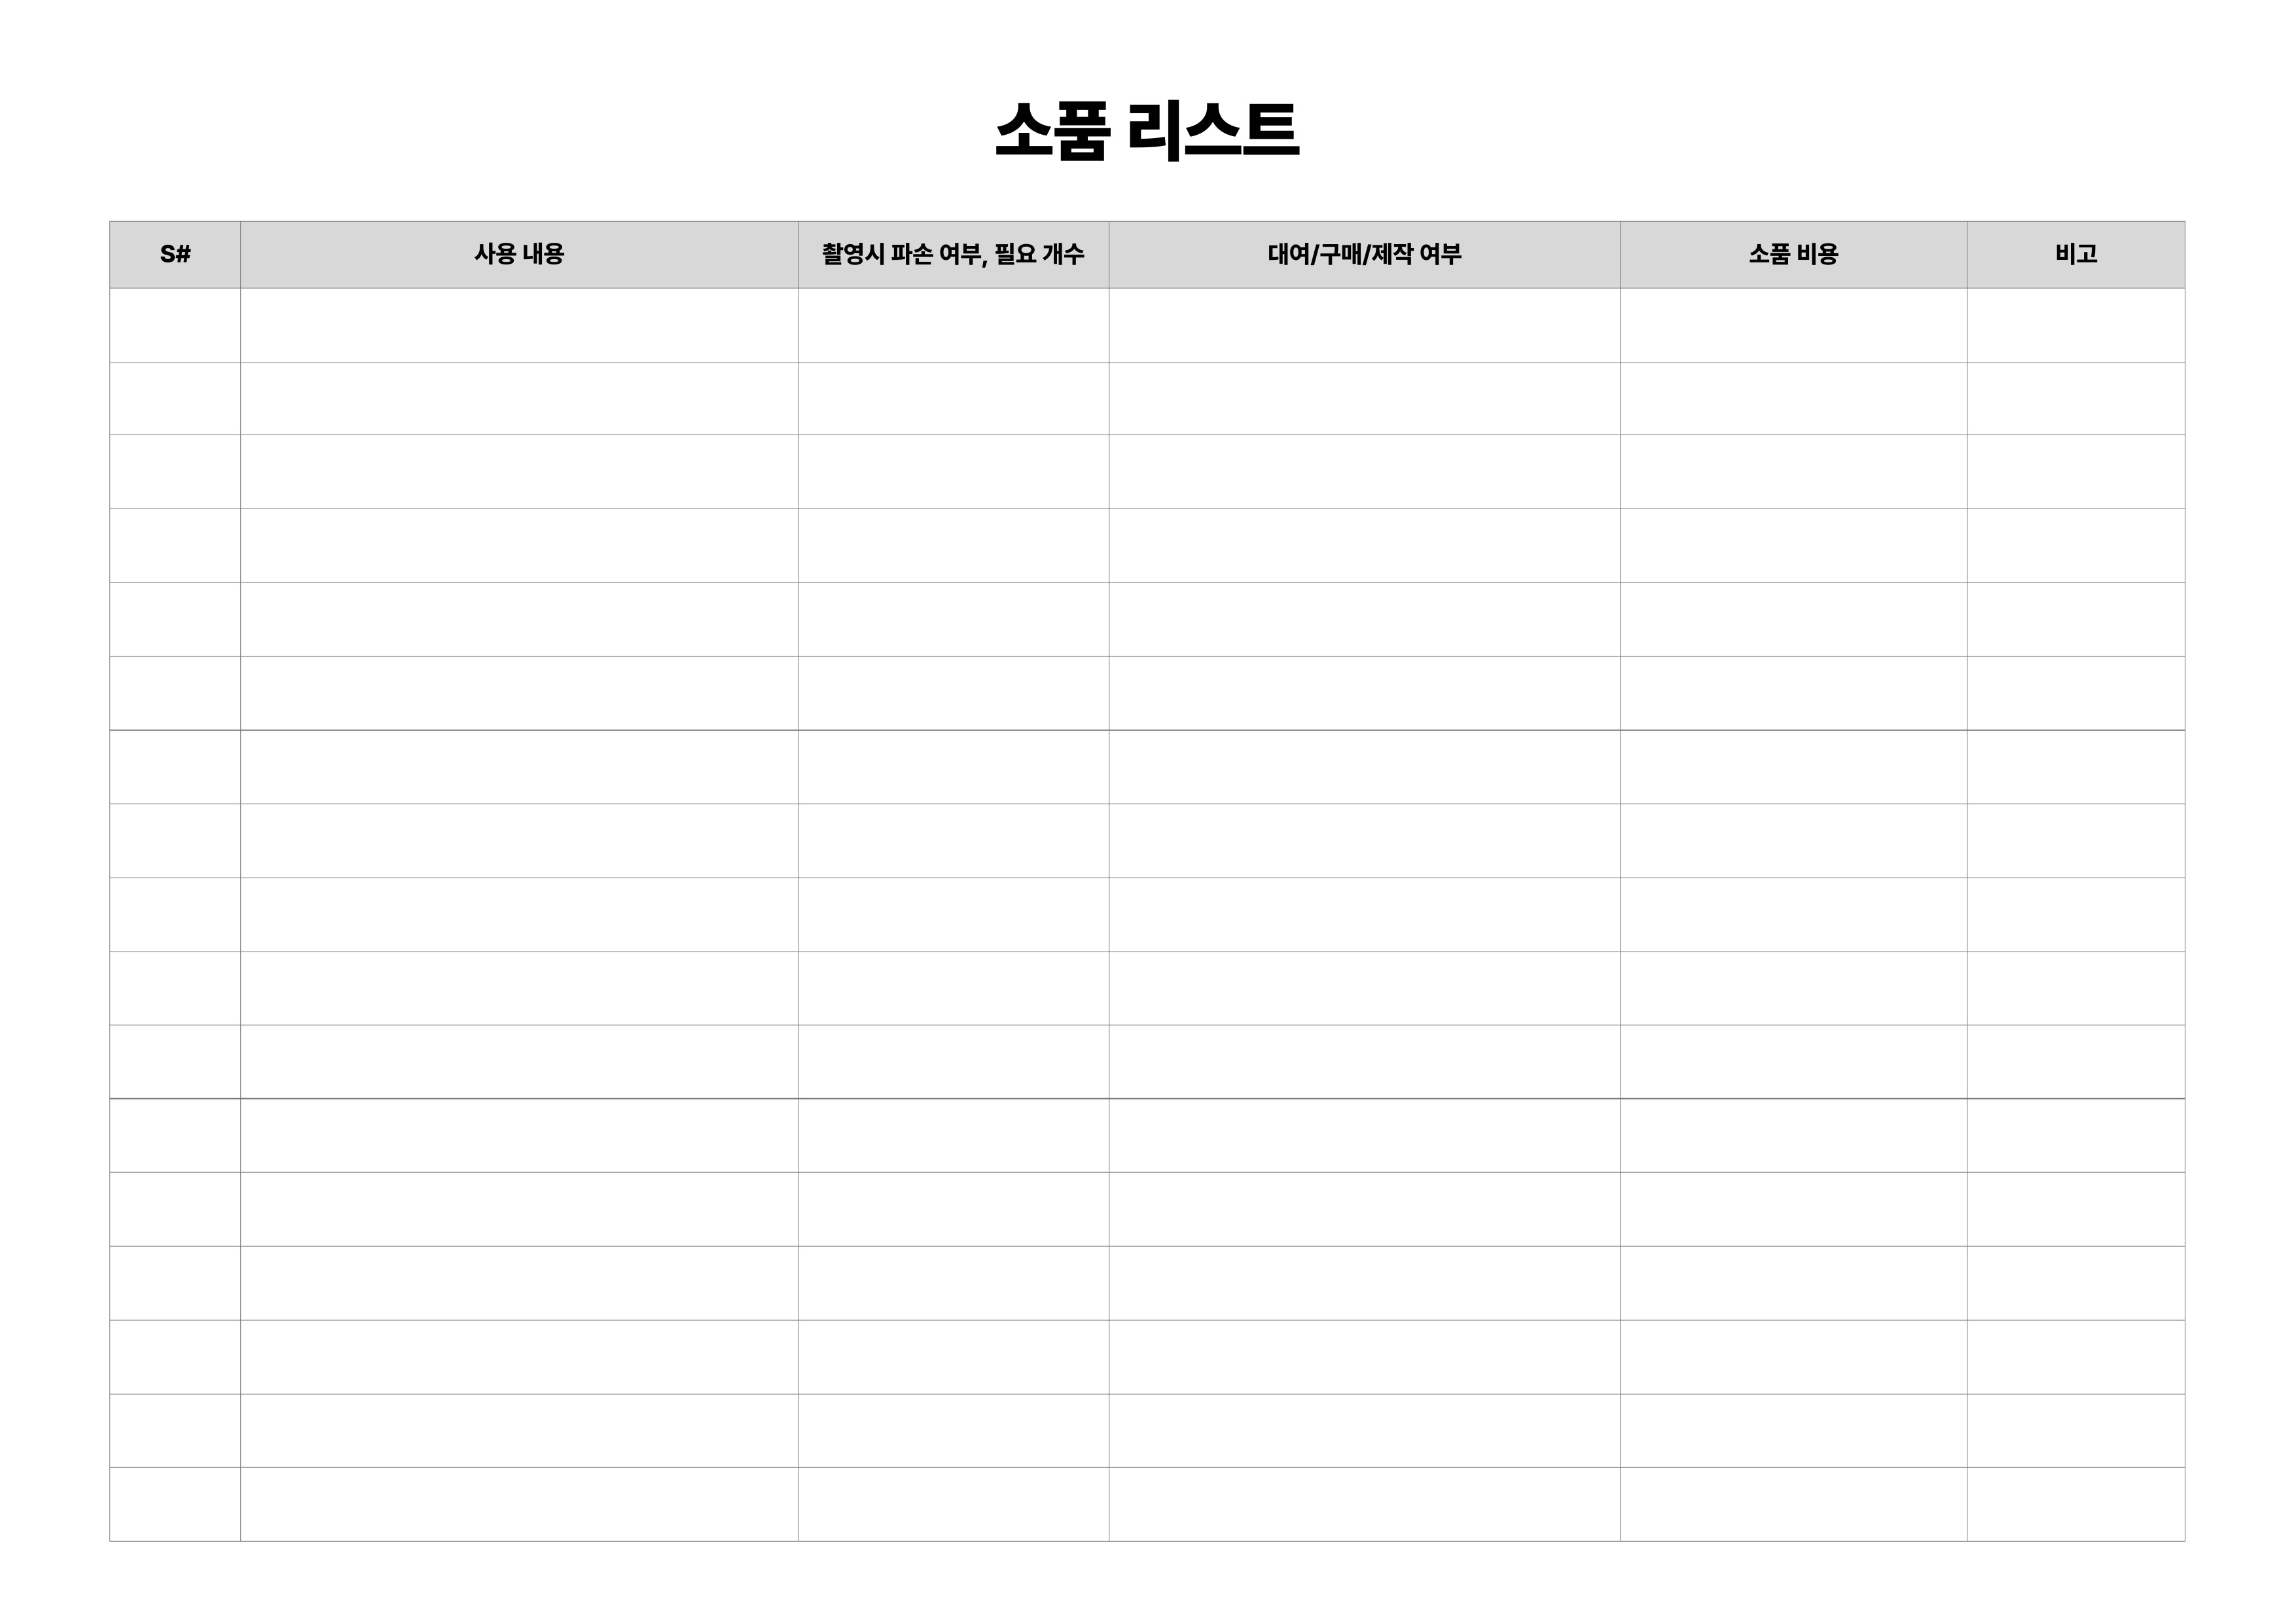 소품 리스트
S# 사용 내용 촬영시 파손 여부, 필요 개수 대여/구매/제작 여부 소품 비용 비고